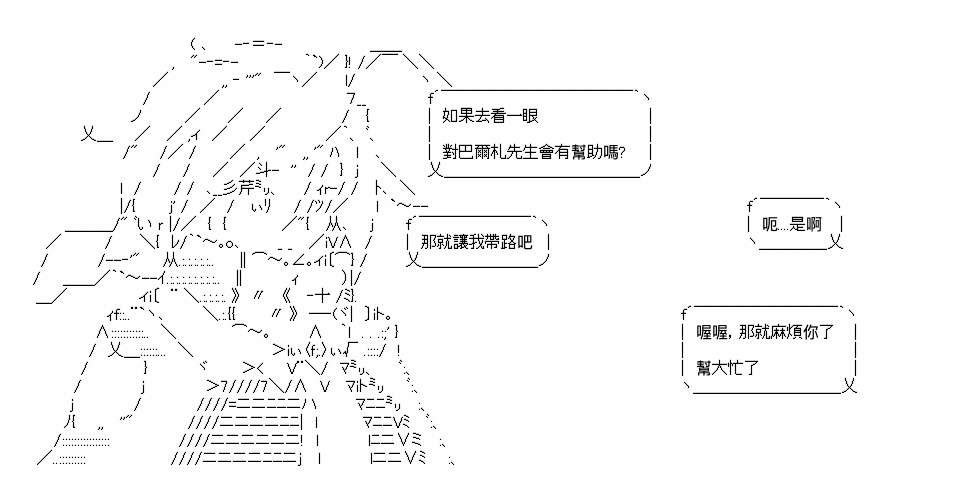 如果去看一眼
對巴爾札先生會有幫助嗎?
呃....是啊
那就讓我帶路吧
喔喔, 那就麻煩你了
幫大忙了